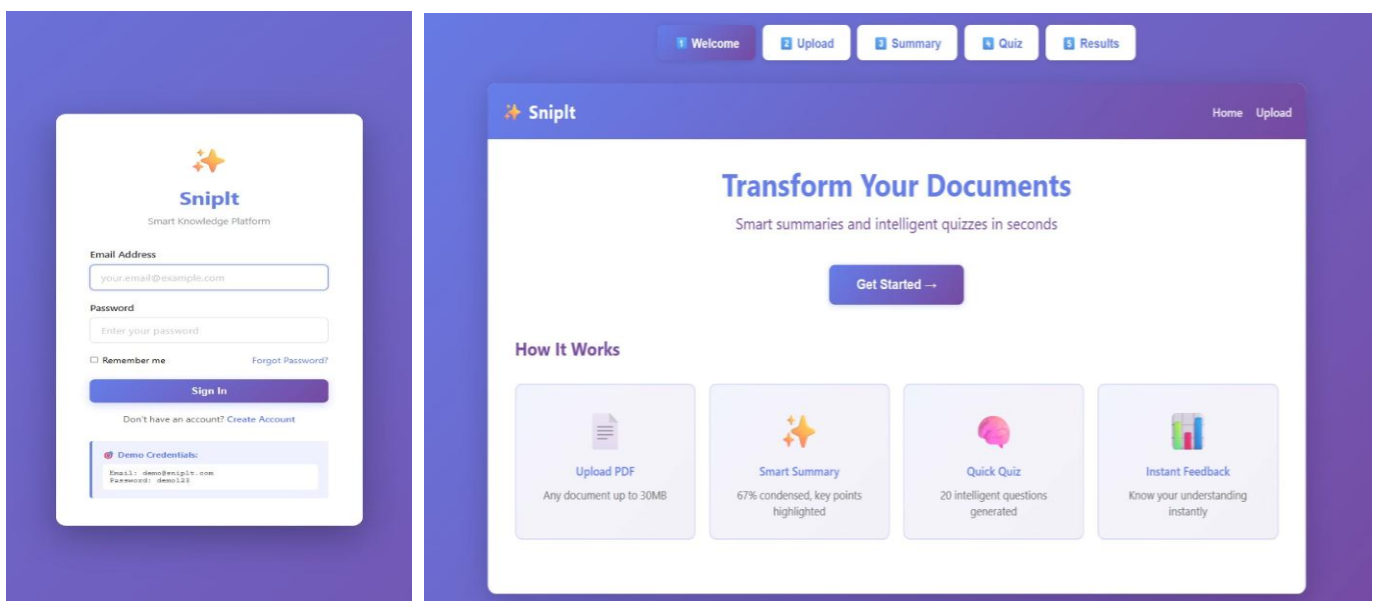 SnipIt
Smart Knowledge Platform
Email Address
your.email@example.com
Password
Enter your password
Remember me
Forgot Password?
Sign In
Don't have an account? Create Account
Demo Credentials:
Email: demo@snipIt.com
Password: demo123
1 Welcome
2 Upload
3 Summary
4 Quiz
5 Results
SnipIt
Home Upload
Transform Your Documents
Smart summaries and intelligent quizzes in seconds
Get Started →
How It Works
Upload PDF
Any document up to 30MB
Smart Summary
67% condensed, key points
highlighted
Quick Quiz
20 intelligent questions
generated
Instant Feedback
Know your understanding
instantly